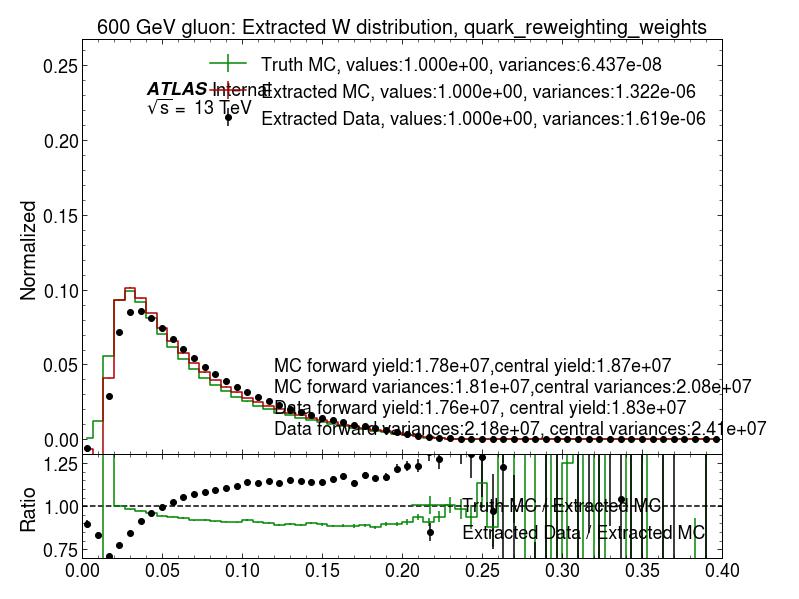 600 GeV gluon: Extracted W distribution, quark_reweighting_weights
Normalized
0.25
0.20
0.15
0.10
0.05
0.00
Truth MC, values:1.000e+00, variances:6.437e-08
ATLAS Internal
Extracted MC, values:1.000e+00, variances:1.322e-06
√s = 13 TeV
Extracted Data, values:1.000e+00, variances:1.619e-06
MC forward yield:1.78e+07,central yield:1.87e+07
MC forward variances:1.81e+07,central variances:2.08e+07
Data forward yield:1.76e+07, central yield:1.83e+07
Data forward variances:2.18e+07, central variances:2.41e+07
Ratio
1.25
1.00
0.75
Truth MC / Extracted MC
Extracted Data / Extracted MC
0.00 0.05 0.10 0.15 0.20 0.25 0.30 0.35 0.40